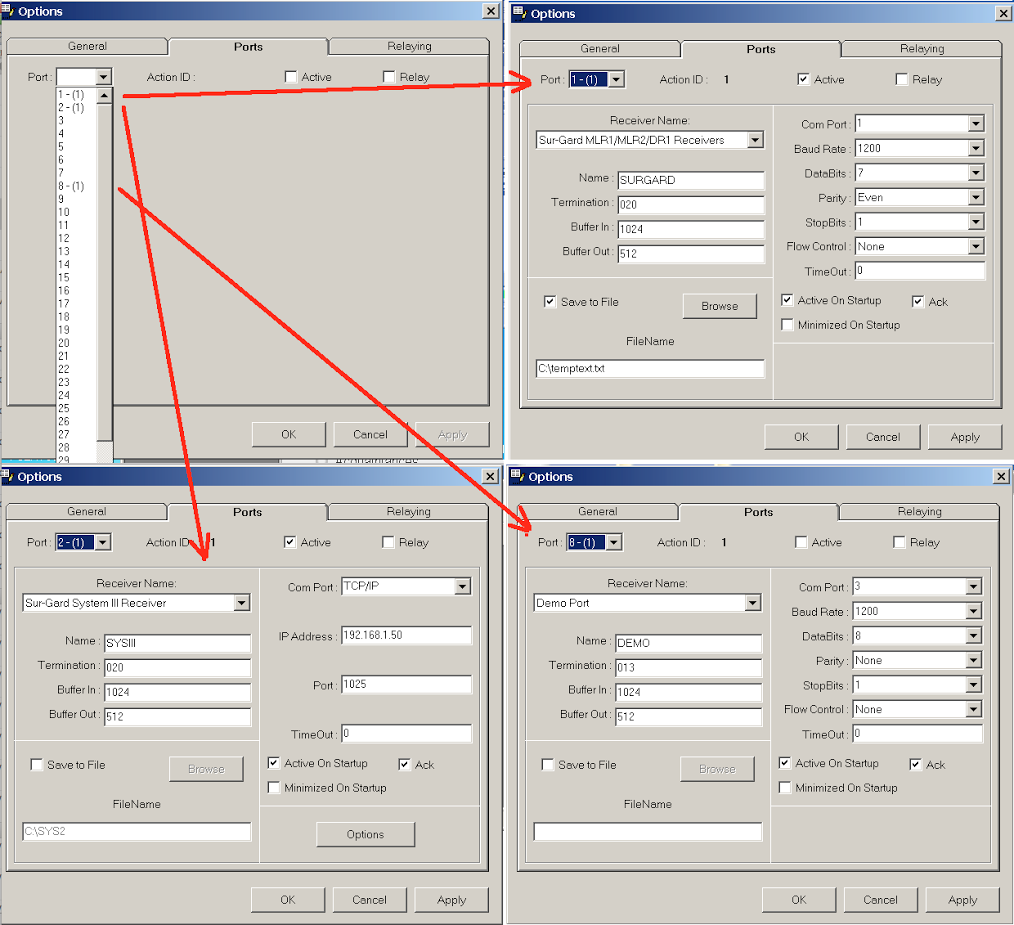 Options
General
Ports
Relaying
Port :
Action ID :
Active
Relay
1 - (1)
2 - (1)
3
4
5
6
7
8 - (1)
9
10
11
12
13
14
15
16
17
18
19
20
21
22
23
24
25
26
27
28
29
OK
Cancel
Apply
Options
General
Ports
Relaying
Port : 1 - (1)
Action ID : 1
Active
Relay
Receiver Name:
Sur-Gard MLR1/MLR2/DR1 Receivers
Name : SURGARD
Termination : 020
Buffer In : 1024
Buffer Out : 512
Save to File
Browse
FileName
C:\temptext.txt
Com Port : 1
Baud Rate : 1200
DataBits : 7
Parity : Even
StopBits : 1
Flow Control : None
TimeOut : 0
Active On Startup
Ack
Minimized On Startup
OK
Cancel
Apply
Acquaintances
Options
General
Ports
Relaying
Port : 2 - (1)
Action ID 1
Active
Relay
Receiver Name:
Sur-Gard System III Receiver
Name : SYSIII
Termination : 020
Buffer In : 1024
Buffer Out : 512
Save to File
Browse
FileName
C:\SYS2
Com Port : TCP/IP
IP Address : 192.168.1.50
Port : 1025
TimeOut : 0
Active On Startup
Ack
Minimized On Startup
Options
OK
Cancel
Apply
Options
General
Ports
Relaying
Port : 8 - (1)
Action ID : 1
Active
Relay
Receiver Name:
Demo Port
Name : DEMO
Termination : 013
Buffer In : 1024
Buffer Out : 512
Save to File
Browse
FileName
Com Port : 3
Baud Rate : 1200
DataBits : 8
Parity : None
StopBits : 1
Flow Control : None
TimeOut : 0
Active On Startup
Ack
Minimized On Startup
OK
Cancel
Apply